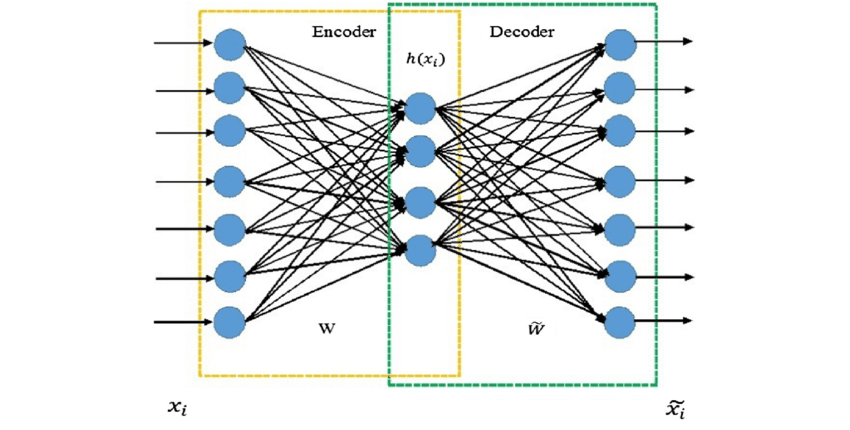 Encoder
Decoder
h(xᵢ)
W
W̃
xᵢ
x̃ᵢ